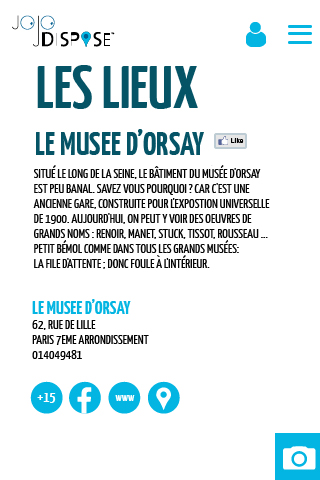 JOJO
DISPOSE™
LES LIEUX
LE MUSEE D'ORSAY Like
SITUÉ LE LONG DE LA SEINE, LE BÂTIMENT DU MUSÉE D'ORSAY
EST PEU BANAL. SAVEZ VOUS POURQUOI ? CAR C'EST UNE
ANCIENNE GARE, CONSTRUITE POUR L'EXPOSTION UNIVERSELLE
DE 1900. AUJOURD'HUI, ON PEUT Y VOIR DES OEUVRES DE
GRANDS NOMS : RENOIR, MANET, STUCK, TISSOT, ROUSSEAU ...
PETIT BÉMOL COMME DANS TOUS LES GRANDS MUSÉES:
LA FILE D'ATTENTE ; DONC FOULE À L'INTÉRIEUR.
LE MUSEE D'ORSAY
62, RUE DE LILLE
PARIS 7EME ARRONDISSEMENT
014049481
+15 f www